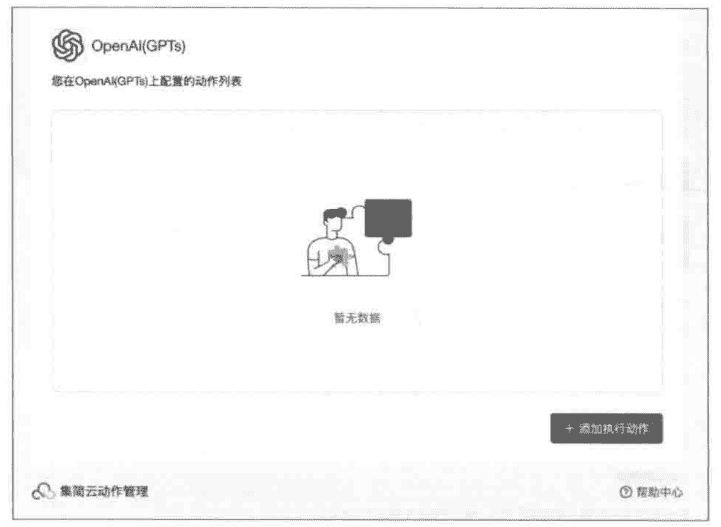 OpenAI(GPTs)
您在OpenAI(GPTs)上配置的动作列表
暂无数据
+ 添加执行动作
集简云动作管理
帮助中心